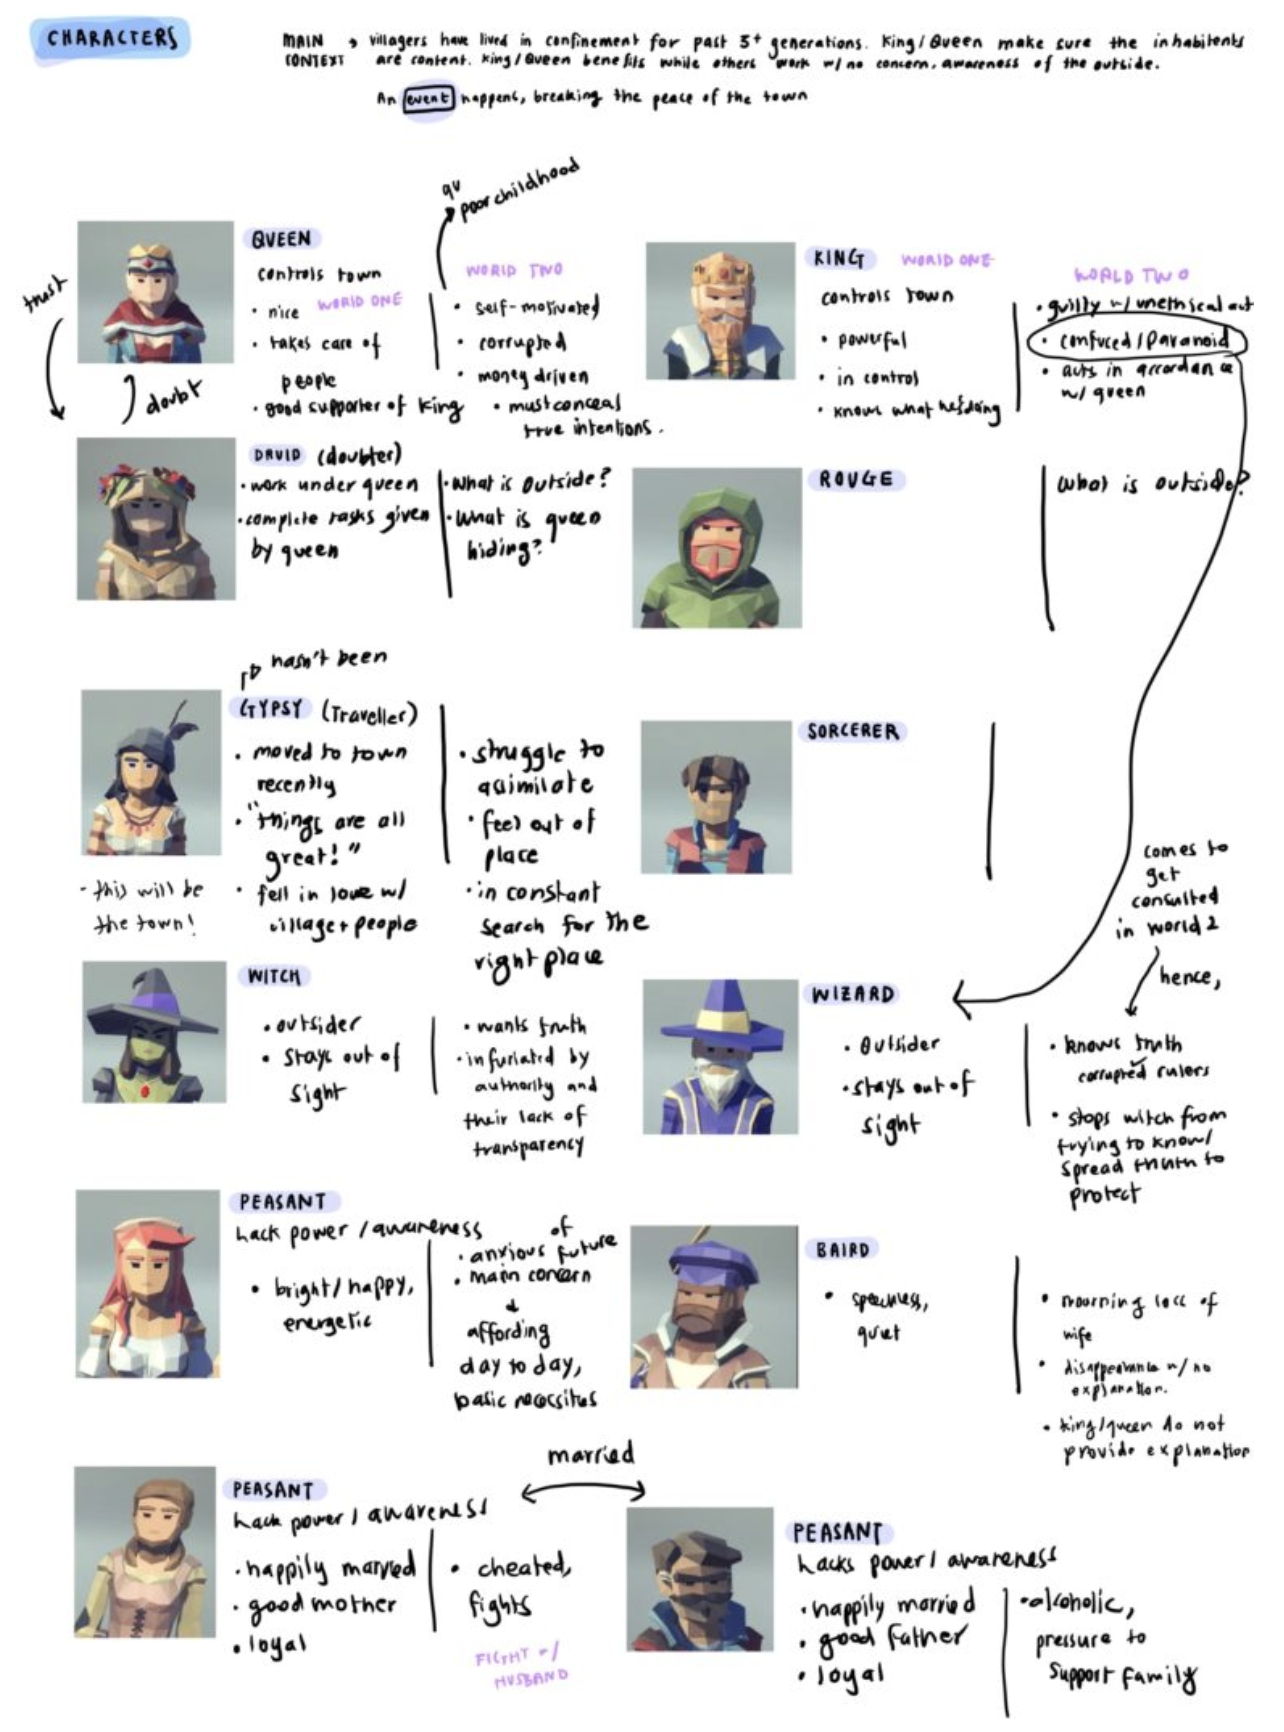 CHARACTERS
MAIN CONTEXT → villagers have lived in confinement for past 3+ generations. King/Queen make sure the inhabitents
are content. King/Queen benefits while others work w/ no concern, awareness of the outside.
An event happens, breaking the peace of the town
poor childhood
trust
doubt
QUEEN
controls town
WORLD ONE
• nice
• takes care of
people
• good supporter of King
WORLD TWO
• self-motivated
• corrupted
• money driven
• must conceal
true intentions.
KING
WORLD ONE
controls town
• powerful
• in control
• knows what he's doing
WORLD TWO
• guilty w/ unethical act
• confused/paranoid
• acts in accordance
w/ queen
DRUID (doubter)
• work under queen
• complete tasks given
by queen
• What is outside?
• What is queen
hiding?
ROUGE
what is outside?
hasn't been
GYPSY (Traveller)
• moved to town
recently
• "things are all
great!"
• fell in love w/
village + people
- this will be
the town!
• struggle to
assimilate
• feel out of
place
• in constant
search for the
right place
SORCERER
comes to
get
consulted
in world 2
hence,
WITCH
• outsider
• stays out of
sight
• wants truth
• infuriated by
authority and
their lack of
transparency
WIZARD
• outsider
• stays out of
sight
• knows truth
corrupted rulers
• stops witch from
trying to know/
spread truth to
protect
PEASANT
Lack power / awareness
• bright/happy,
energetic
• anxious of future
• main concern
affording
day to day,
basic necessities
BAIRD
• speechless,
quiet
• mourning loss of
wife
• disappearance w/ no
explanation.
• king/queen do not
provide explanation
married
PEASANT
Lack power / awareness
• happily married
• good mother
• loyal
• cheated,
fights
FIGHT w/
HUSBAND
PEASANT
Lacks power / awareness
• happily married
• good father
• loyal
• alcoholic,
pressure to
support family